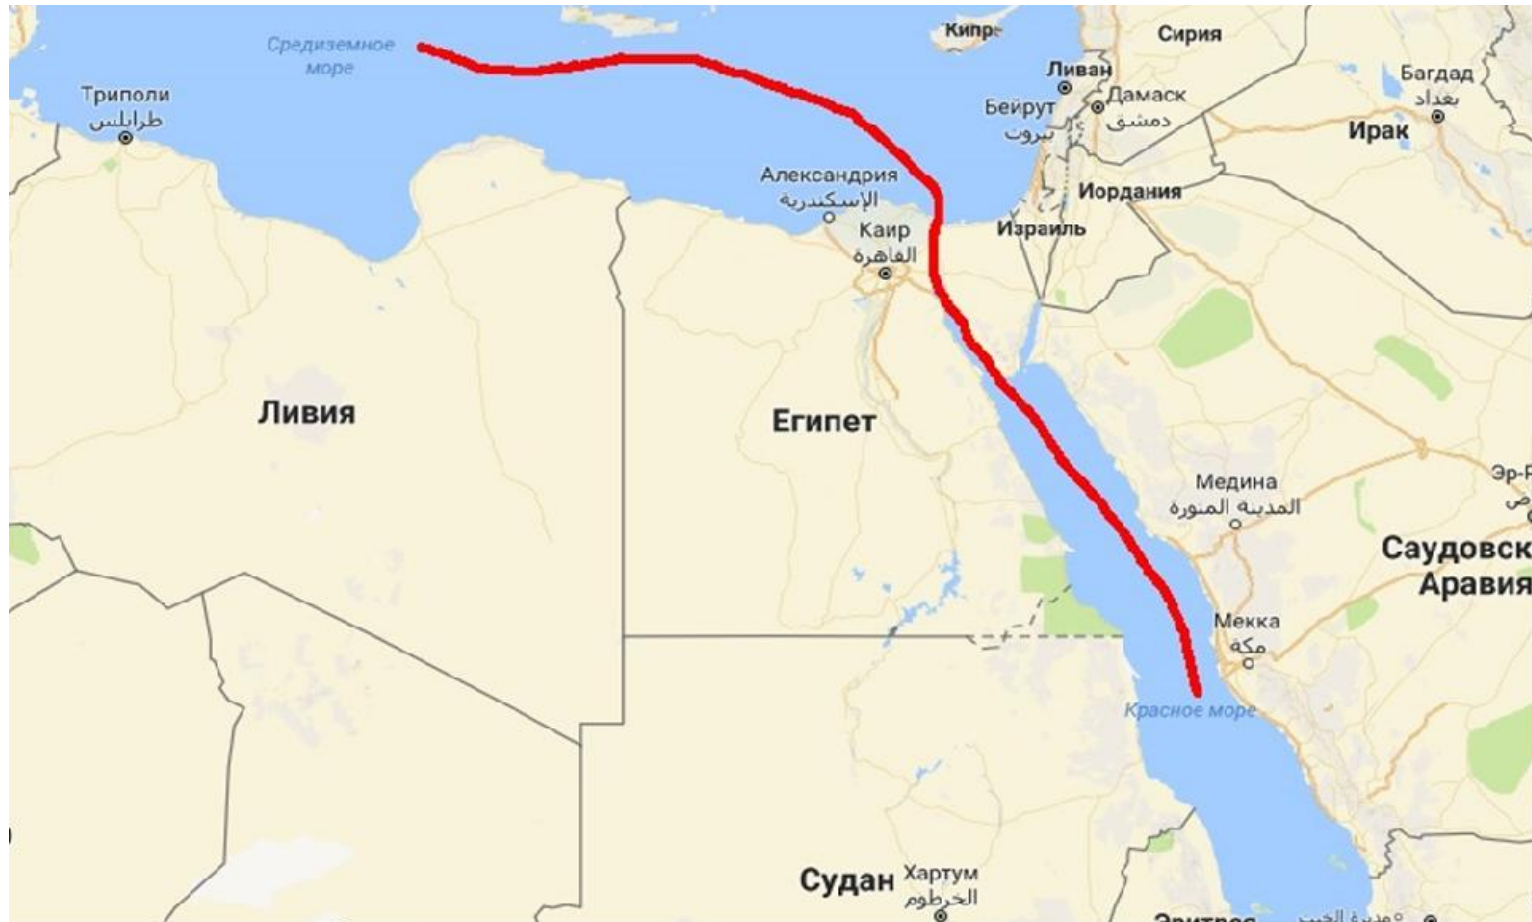 Средиземное
море
Кипр
Сирия
Ливан
Багдад
بغداد
Триполи
طرابلس
Бейрут
بيروت
Дамаск
دمشق
Ирак
Александрия
الإسكندرية
Иордания
Каир
القاهرة
Израиль
Ливия
Египет
Медина
المدينة المنورة
Саудовск
Аравия
Мекка
مكة
Красное море
Судан
Хартум
الخرطوم